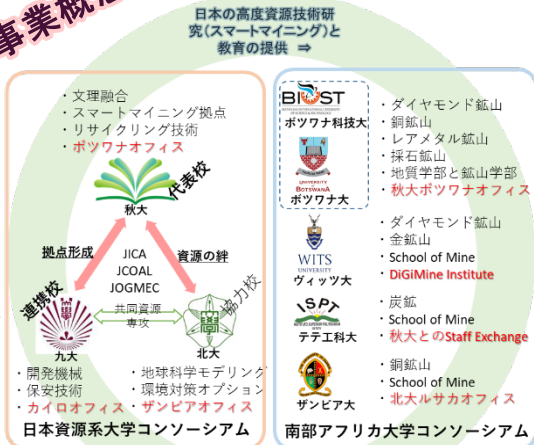 事業概念
日本の高度資源技術研
究(スマートマイニング)と
教育の提供 ⇒
・文理融合
・スマートマイニング拠点
・リサイクリング技術
・ボツワナオフィス
代表校
秋大
拠点形成
JICA
JCOAL
JOGMEC
資源の絆
連携校
協力校
共同資源
専攻
九大
北大
・開発機械
・保安技術
・カイロオフィス
・地球科学モデリング
・環境対策オプション
・ザンビアオフィス
日本資源系大学コンソーシアム
BIUST
ボツワナ科技大
UNIVERSITY
OF
BOTSWANA
ボツワナ大
・ダイヤモンド鉱山
・銅鉱山
・レアメタル鉱山
・採石鉱山
・地質学部と鉱山学部
・秋大ボツワナオフィス
WITS
UNIVERSITY
ヴィッツ大
・ダイヤモンド鉱山
・金鉱山
・School of Mine
・DiGiMine Institute
ISPT
テテ工科大
・炭鉱
・School of Mine
・秋大とのStaff Exchange
ザンビア大
・銅鉱山
・School of Mine
・北大ルサカオフィス
南部アフリカ大学コンソーシアム